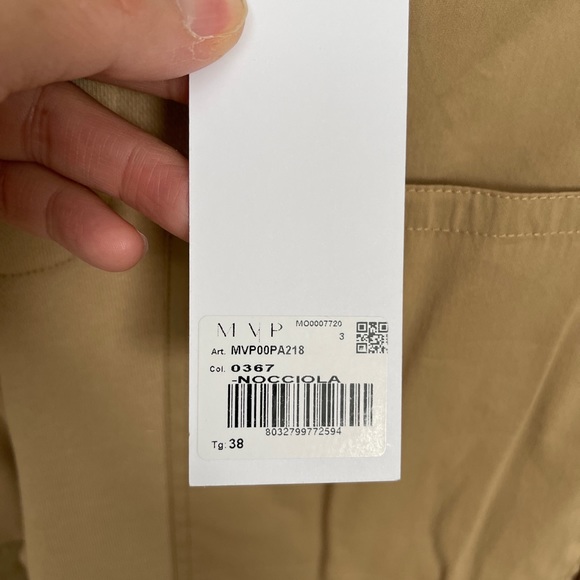 MVP MO0007720
3
Art. MVP00PA218
Col. 0367
-NOCCIOLA
8032799772594
Tg: 38